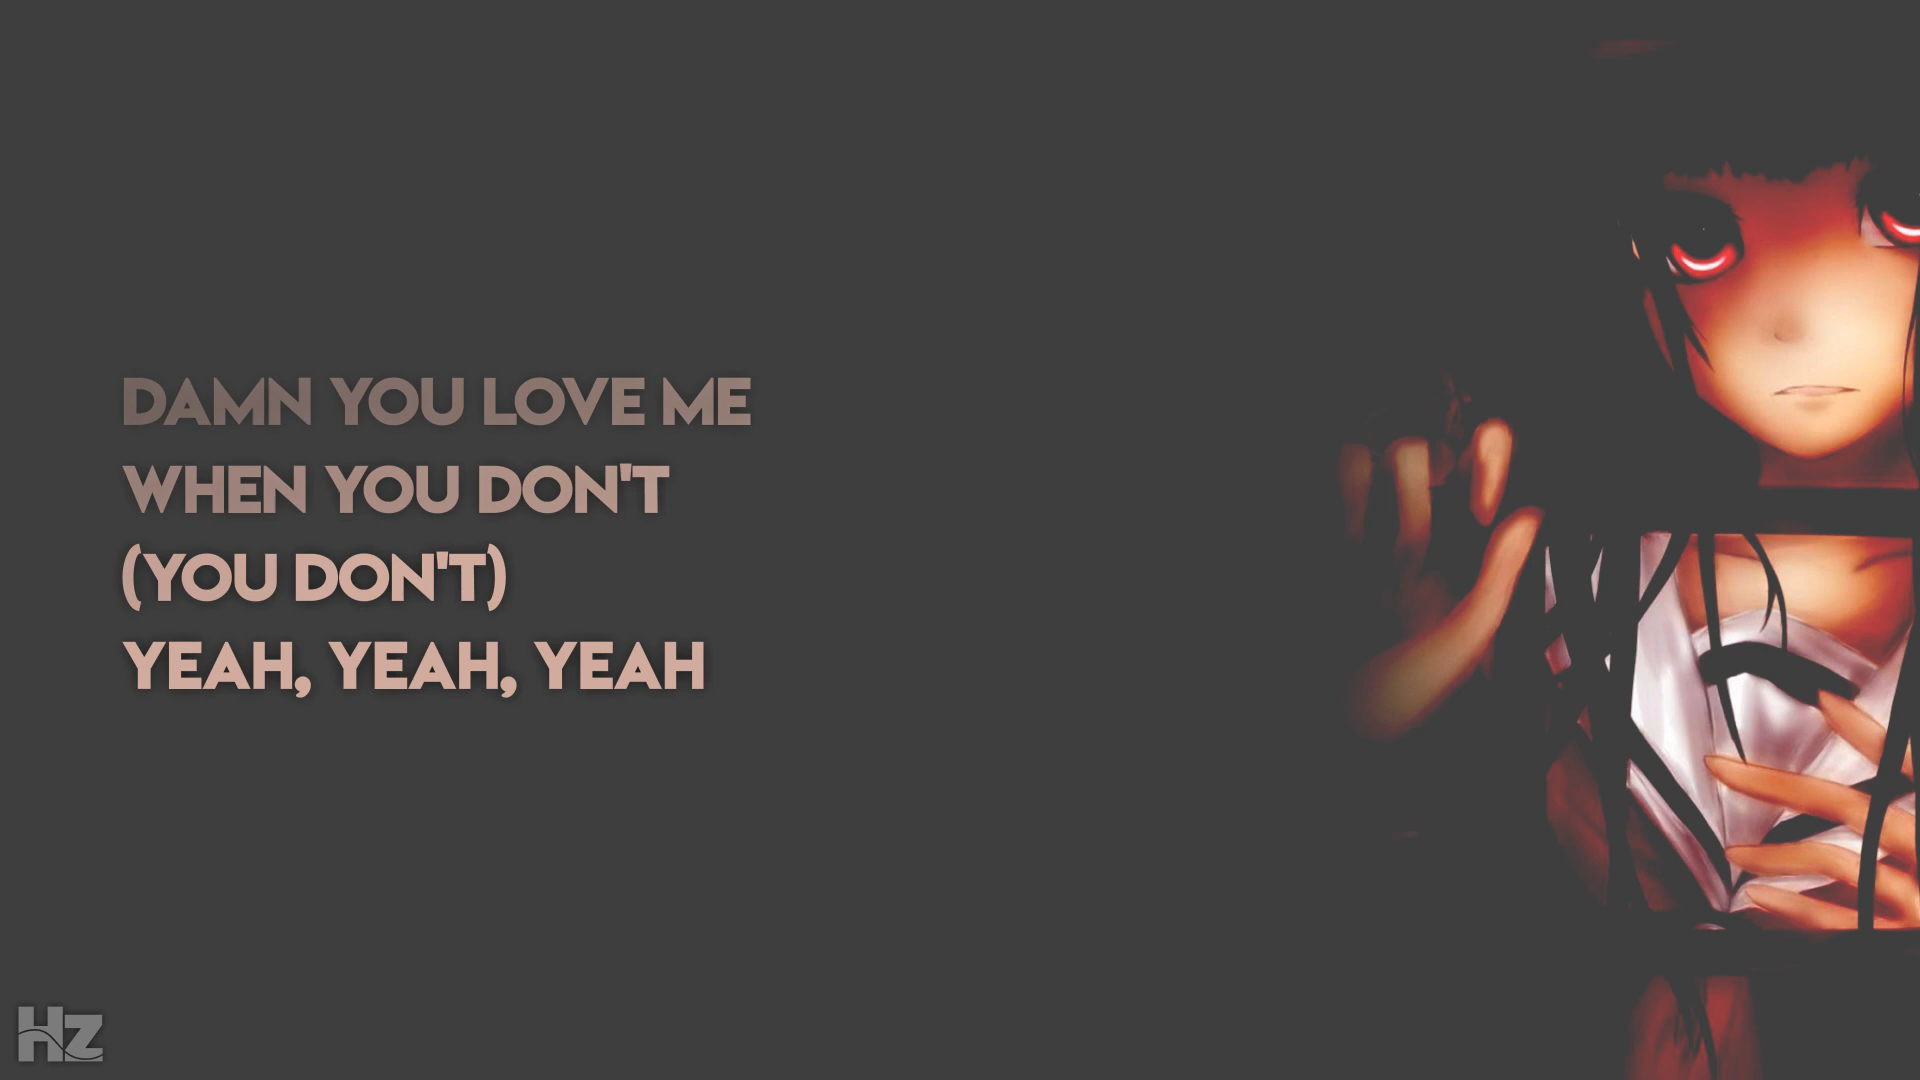 DAMN YOU LOVE ME
WHEN YOU DON'T
(YOU DON'T)
YEAH, YEAH, YEAH
Hz